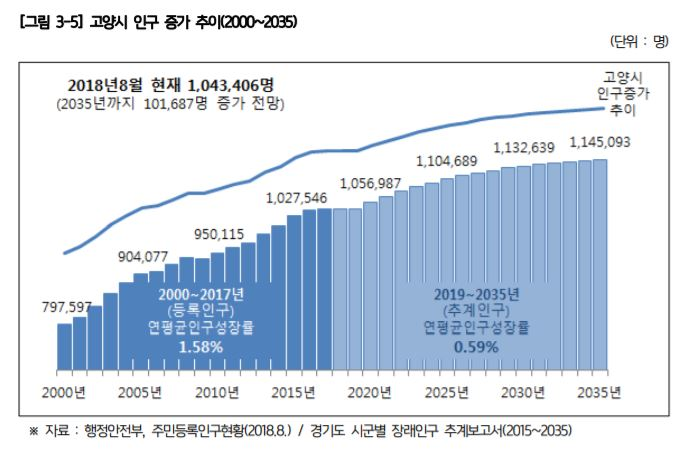 [그림 3-5] 고양시 인구 증가 추이(2000~2035)
(단위 : 명)
2018년8월 현재 1,043,406명
(2035년까지 101,687명 증가 전망)
고양시
인구증가
추이
797,597
904,077
950,115
1,027,546
1,056,987
1,104,689
1,132,639
1,145,093
2000~2017년
(등록인구)
연평균인구성장률
1.58%
2019~2035년
(추계인구)
연평균인구성장률
0.59%
2000년 2005년 2010년 2015년 2020년 2025년 2030년 2035년
※ 자료 : 행정안전부, 주민등록인구현황(2018.8.) / 경기도 시군별 장래인구 추계보고서(2015~2035)